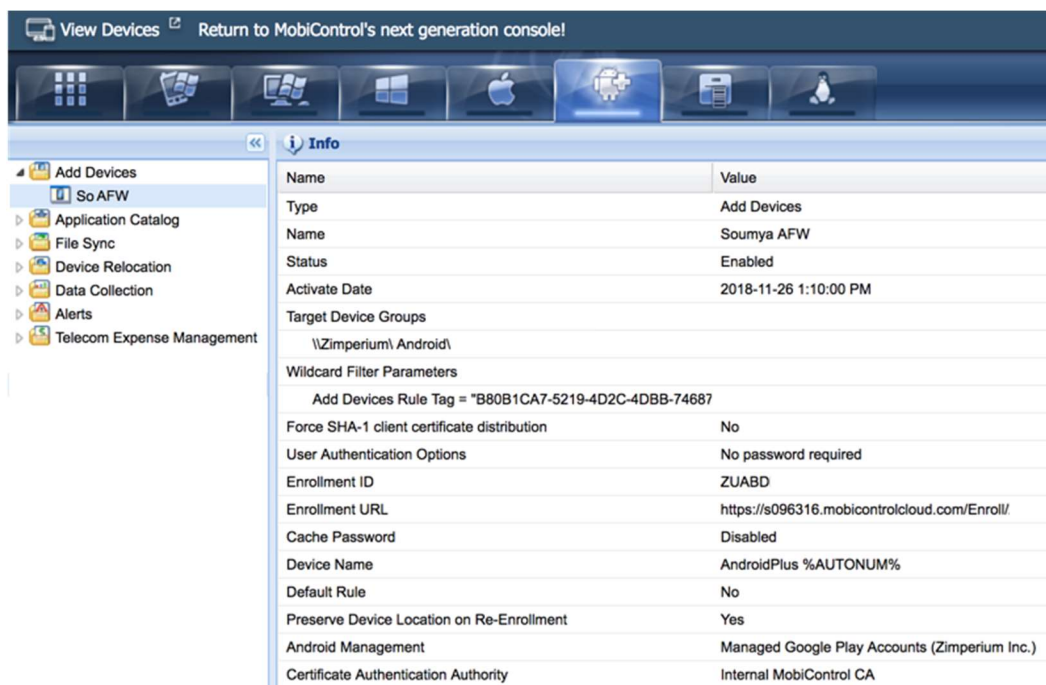 View Devices Return to MobiControl's next generation console!
Info
Add Devices
So AFW
Application Catalog
File Sync
Device Relocation
Data Collection
Alerts
Telecom Expense Management
Name Value
Type Add Devices
Name Soumya AFW
Status Enabled
Activate Date 2018-11-26 1:10:00 PM
Target Device Groups
\\Zimperium\ Android\
Wildcard Filter Parameters
Add Devices Rule Tag = "B80B1CA7-5219-4D2C-4DBB-74687
Force SHA-1 client certificate distribution No
User Authentication Options No password required
Enrollment ID ZUABD
Enrollment URL https://s096316.mobicontrolcloud.com/Enroll/
Cache Password Disabled
Device Name AndroidPlus %AUTONUM%
Default Rule No
Preserve Device Location on Re-Enrollment Yes
Android Management Managed Google Play Accounts (Zimperium Inc.)
Certificate Authentication Authority Internal MobiControl CA